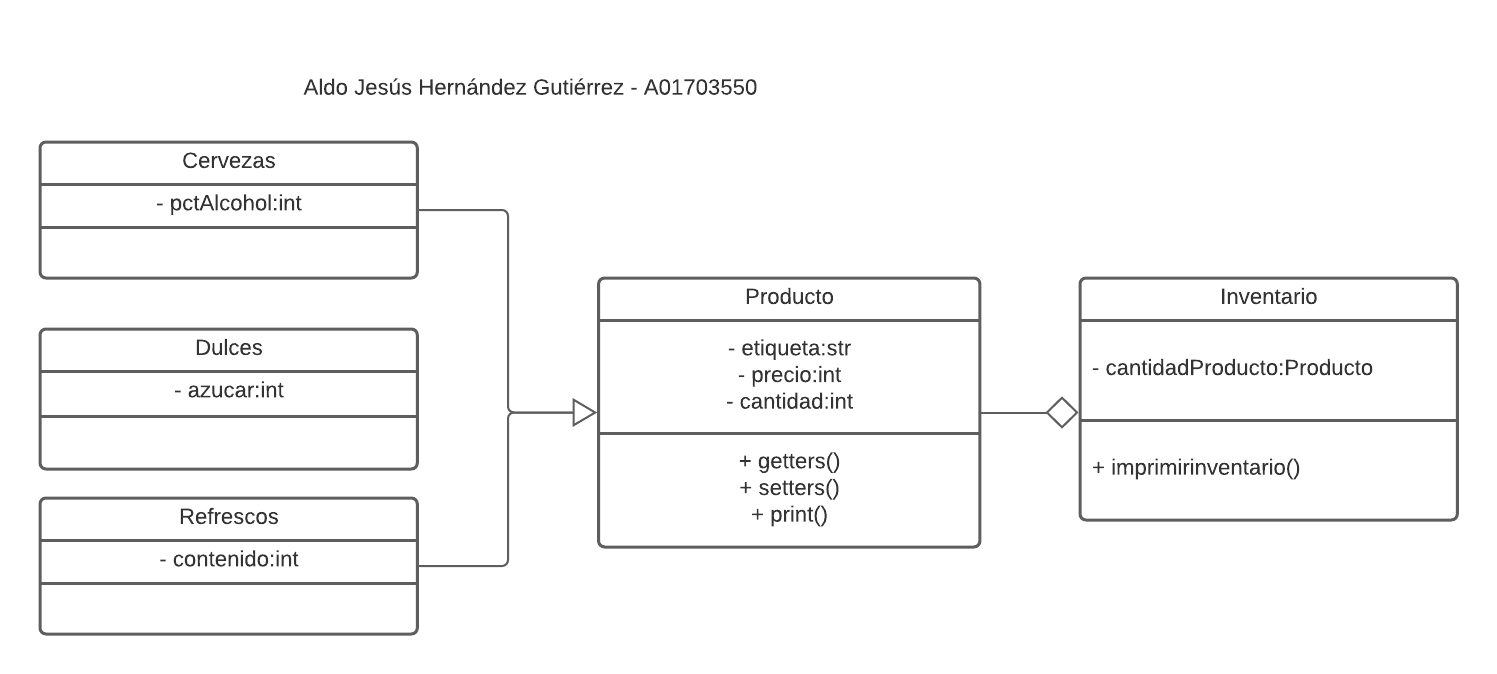 Aldo Jesús Hernández Gutiérrez - A01703550
Cervezas
- pctAlcohol:int
Dulces
- azucar:int
Refrescos
- contenido:int
Producto
- etiqueta:str
- precio:int
- cantidad:int
+ getters()
+ setters()
+ print()
Inventario
- cantidadProducto:Producto
+ imprimirinventario()